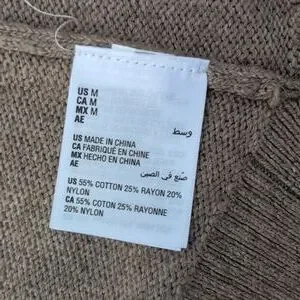 US M
CA M
MX M
AE وسط
US MADE IN CHINA
CA FABRIQUÉ EN CHINE
MX HECHO EN CHINA
AE صنع في الصين
US 55% COTTON 25% RAYON 20%
NYLON
CA 55% COTTON 25% RAYONNE
20% NYLON